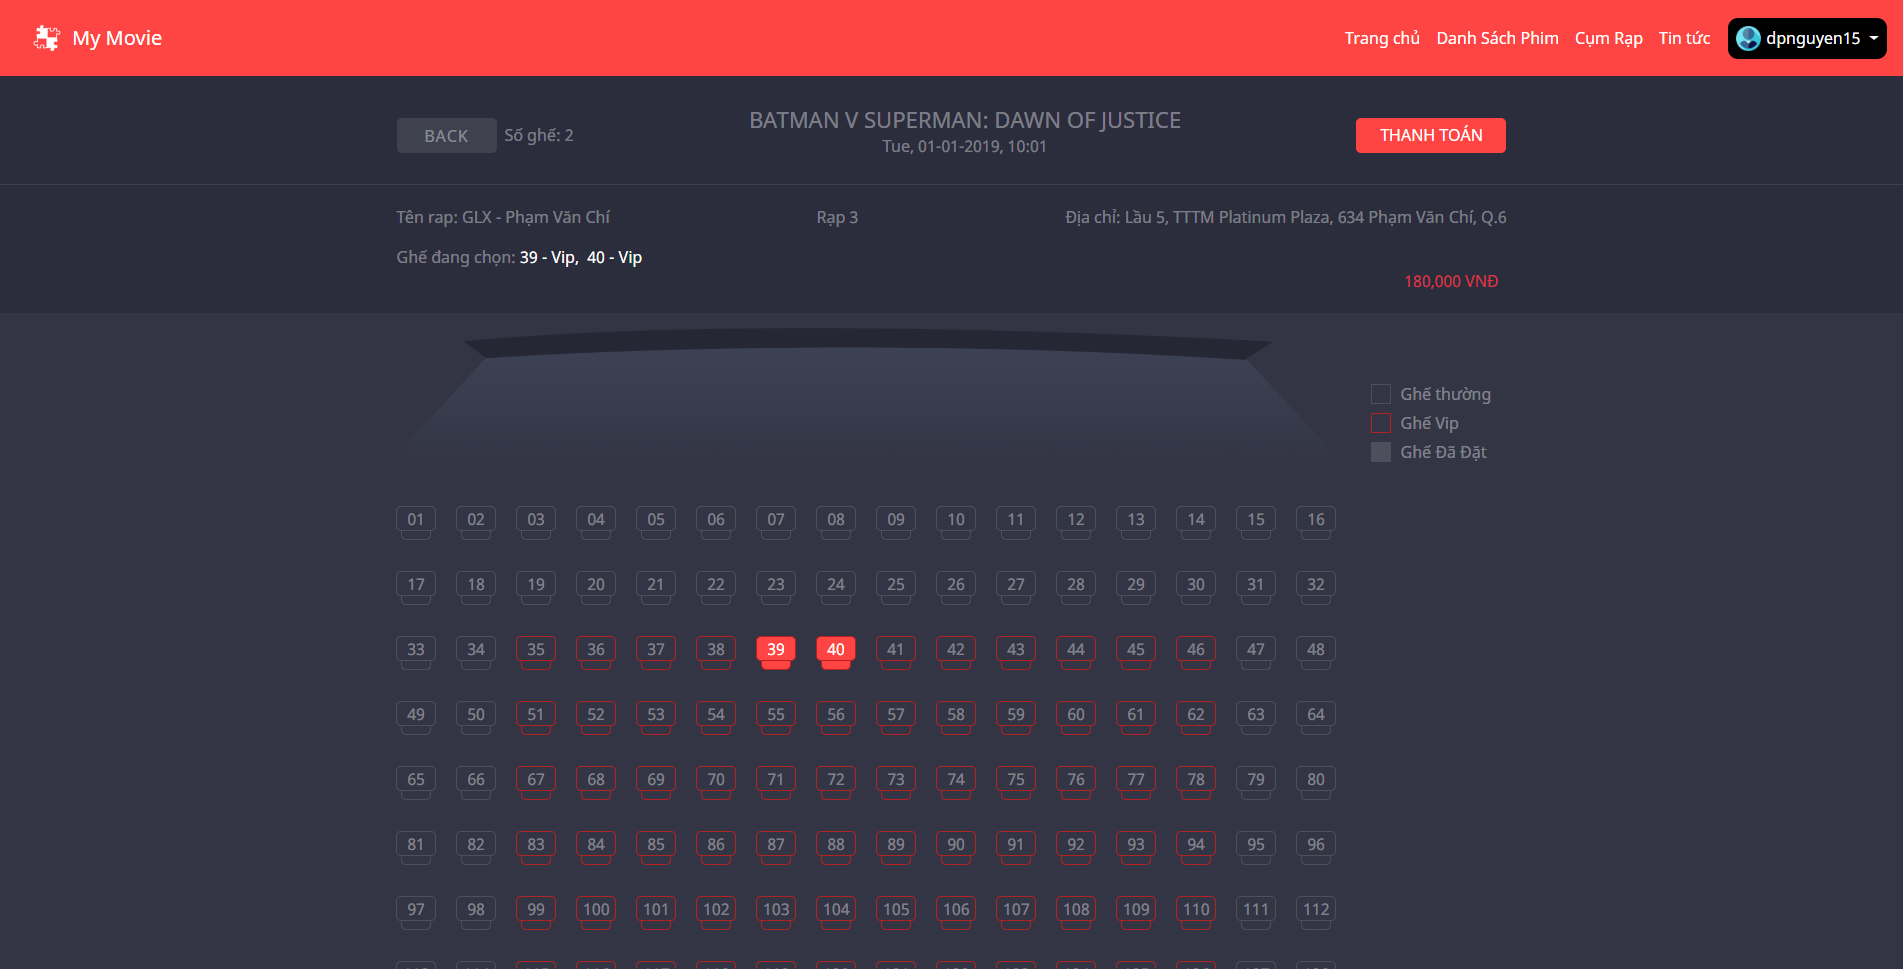 My Movie
Trang chủ Danh Sách Phim Cụm Rạp Tin tức dpnguyen15
BACK Số ghế: 2
BATMAN V SUPERMAN: DAWN OF JUSTICE
Tue, 01-01-2019, 10:01
THANH TOÁN
Tên rap: GLX - Phạm Văn Chí Rạp 3 Địa chỉ: Lầu 5, TTTM Platinum Plaza, 634 Phạm Văn Chí, Q.6
Ghế đang chọn: 39 - Vip, 40 - Vip
180,000 VNĐ
Ghế thường
Ghế Vip
Ghế Đã Đặt
01 02 03 04 05 06 07 08 09 10 11 12 13 14 15 16
17 18 19 20 21 22 23 24 25 26 27 28 29 30 31 32
33 34 35 36 37 38 39 40 41 42 43 44 45 46 47 48
49 50 51 52 53 54 55 56 57 58 59 60 61 62 63 64
65 66 67 68 69 70 71 72 73 74 75 76 77 78 79 80
81 82 83 84 85 86 87 88 89 90 91 92 93 94 95 96
97 98 99 100 101 102 103 104 105 106 107 108 109 110 111 112